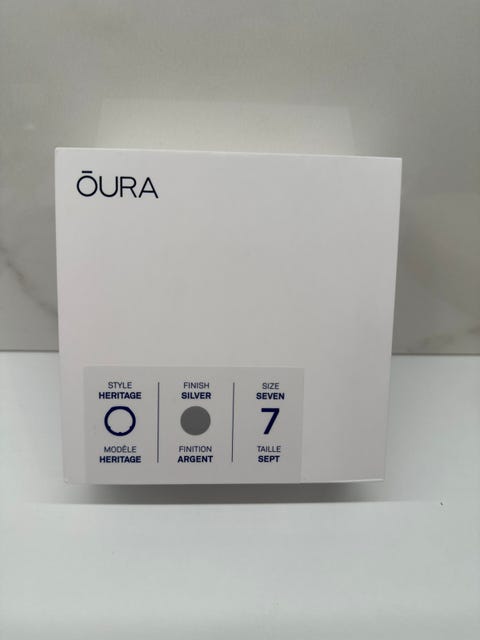 ŌURA
STYLE
HERITAGE
MODÈLE
HERITAGE
FINISH
SILVER
FINITION
ARGENT
SIZE
SEVEN
7
TAILLE
SEPT